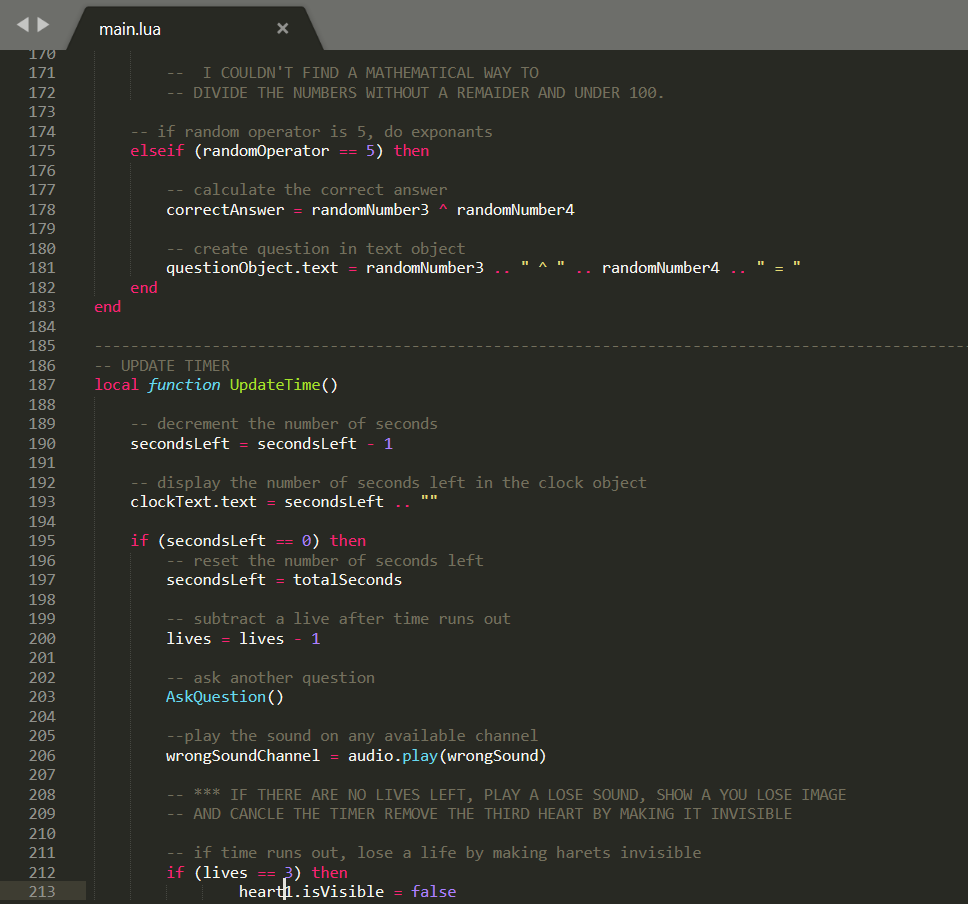 main.lua
170
171 --  I COULDN'T FIND A MATHEMATICAL WAY TO
172 -- DIVIDE THE NUMBERS WITHOUT A REMAIDER AND UNDER 100.
173
174 -- if random operator is 5, do exponants
175 elseif (randomOperator == 5) then
176
177 -- calculate the correct answer
178 correctAnswer = randomNumber3 ^ randomNumber4
179
180 -- create question in text object
181 questionObject.text = randomNumber3 .. " ^ " .. randomNumber4 .. " = "
182 end
183 end
184
185 ------------------------------------------------------------------------------------------------
186 -- UPDATE TIMER
187 local function UpdateTime()
188
189 -- decrement the number of seconds
190 secondsLeft = secondsLeft - 1
191
192 -- display the number of seconds left in the clock object
193 clockText.text = secondsLeft .. ""
194
195 if (secondsLeft == 0) then
196 -- reset the number of seconds left
197 secondsLeft = totalSeconds
198
199 -- subtract a live after time runs out
200 lives = lives - 1
201
202 -- ask another question
203 AskQuestion()
204
205 --play the sound on any available channel
206 wrongSoundChannel = audio.play(wrongSound)
207
208 -- *** IF THERE ARE NO LIVES LEFT, PLAY A LOSE SOUND, SHOW A YOU LOSE IMAGE
209 -- AND CANCLE THE TIMER REMOVE THE THIRD HEART BY MAKING IT INVISIBLE
210
211 -- if time runs out, lose a life by making harets invisible
212 if (lives == 3) then
213 heart1.isVisible = false